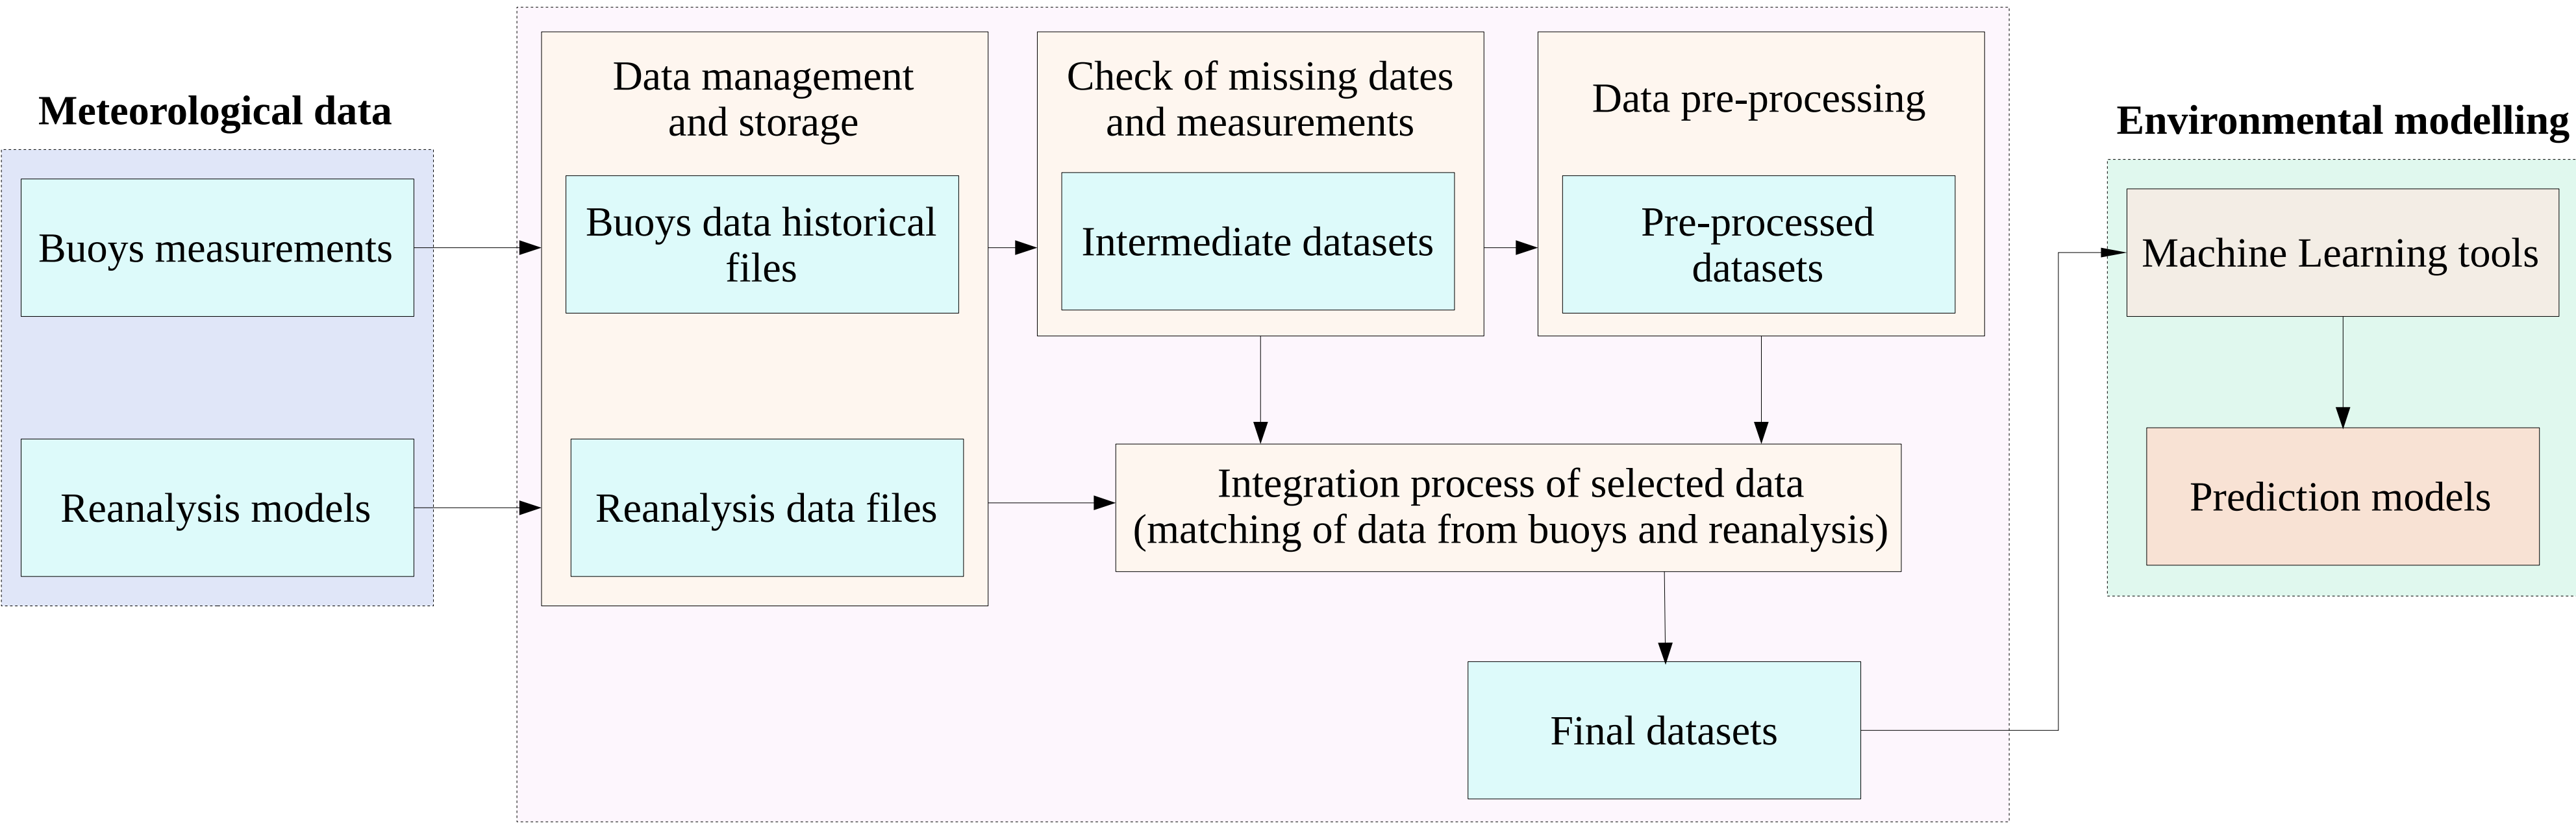 Meteorological data
Buoys measurements
Reanalysis models
Data management
and storage
Buoys data historical
files
Reanalysis data files
Check of missing dates
and measurements
Intermediate datasets
Data pre-processing
Pre-processed
datasets
Integration process of selected data
(matching of data from buoys and reanalysis)
Final datasets
Environmental modelling
Machine Learning tools
Prediction models